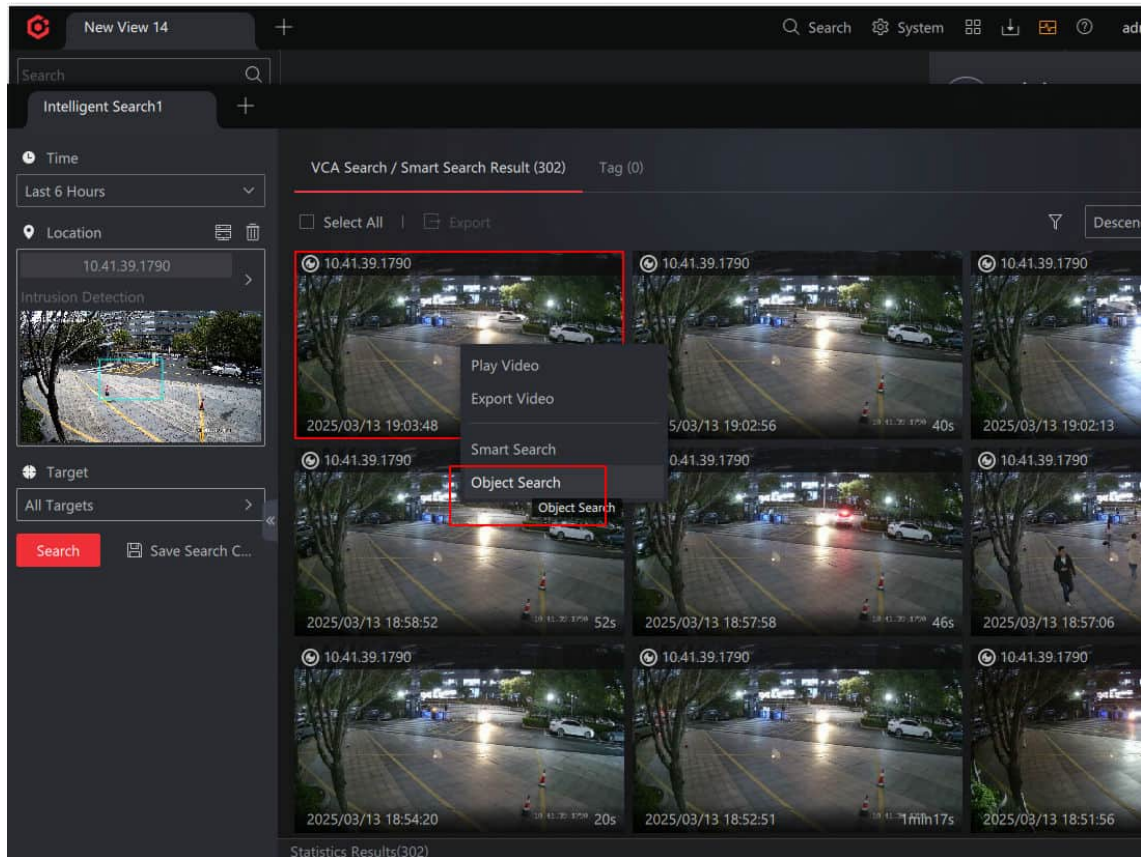 New View 14
Search
System
adm
Search
Intelligent Search1
Time
Last 6 Hours
Location
10.41.39.1790
Intrusion Detection
Target
All Targets
Search
Save Search C...
VCA Search / Smart Search Result (302)
Tag (0)
Select All
Export
Descen
10.41.39.1790
10.41.39.1790
10.41.39.1790
2025/03/13 19:03:48
5/03/13 19:02:56
40s
2025/03/13 19:02:13
Play Video
Export Video
Smart Search
Object Search
Object Search
10.41.39.1790
0.41.39.1790
10.41.39.1790
2025/03/13 18:58:52
52s
2025/03/13 18:57:58
46s
2025/03/13 18:57:06
10.41.39.1790
10.41.39.1790
10.41.39.1790
2025/03/13 18:54:20
20s
2025/03/13 18:52:51
1min17s
2025/03/13 18:51:56
Statistics Results(302)